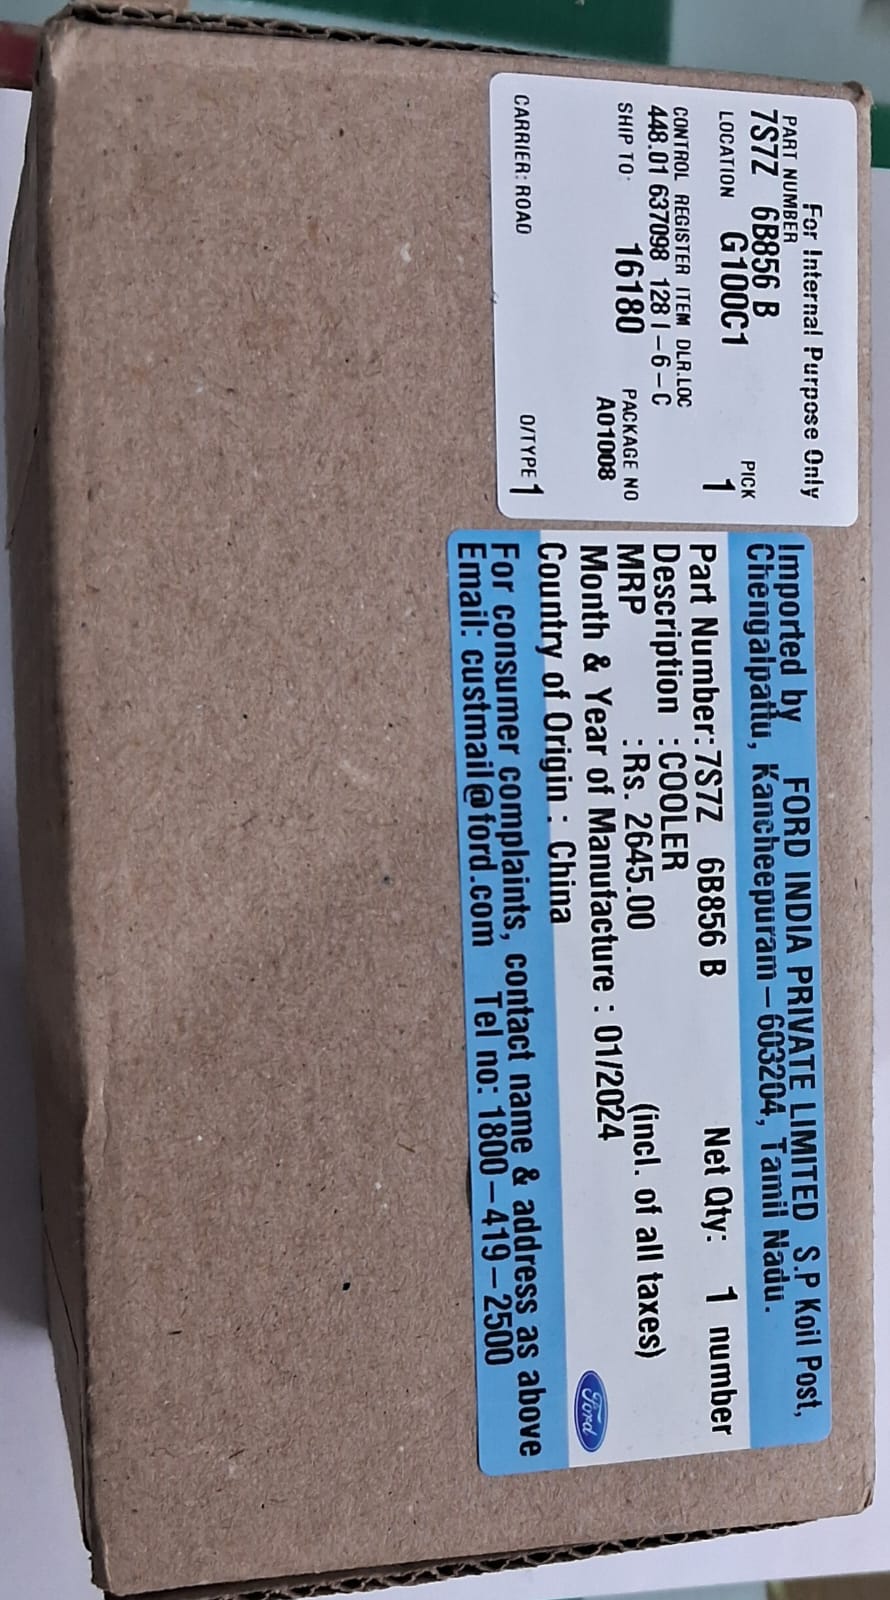 For Internal Purpose Only
PART NUMBER PICK
7S7Z 6B856 B
LOCATION G100C1 1
CONTROL REGISTER ITEM DLR.LOC
448.01 637098 128 I-6-C
SHIP TO: 16180 PACKAGE NO
A01008
CARRIER: ROAD O/TYPE 1
Imported by FORD INDIA PRIVATE LIMITED S.P Koil Post,
Chengalpattu, Kancheepuram-603204, Tamil Nadu.
Part Number: 7S7Z 6B856 B Net Qty: 1 number
Description : COOLER
MRP : Rs. 2645.00 (incl. of all taxes)
Month & Year of Manufacture : 01/2024
Country of Origin : China
Ford
For consumer complaints, contact name & address as above
Email: custmail@ford.com Tel no: 1800-419-2500